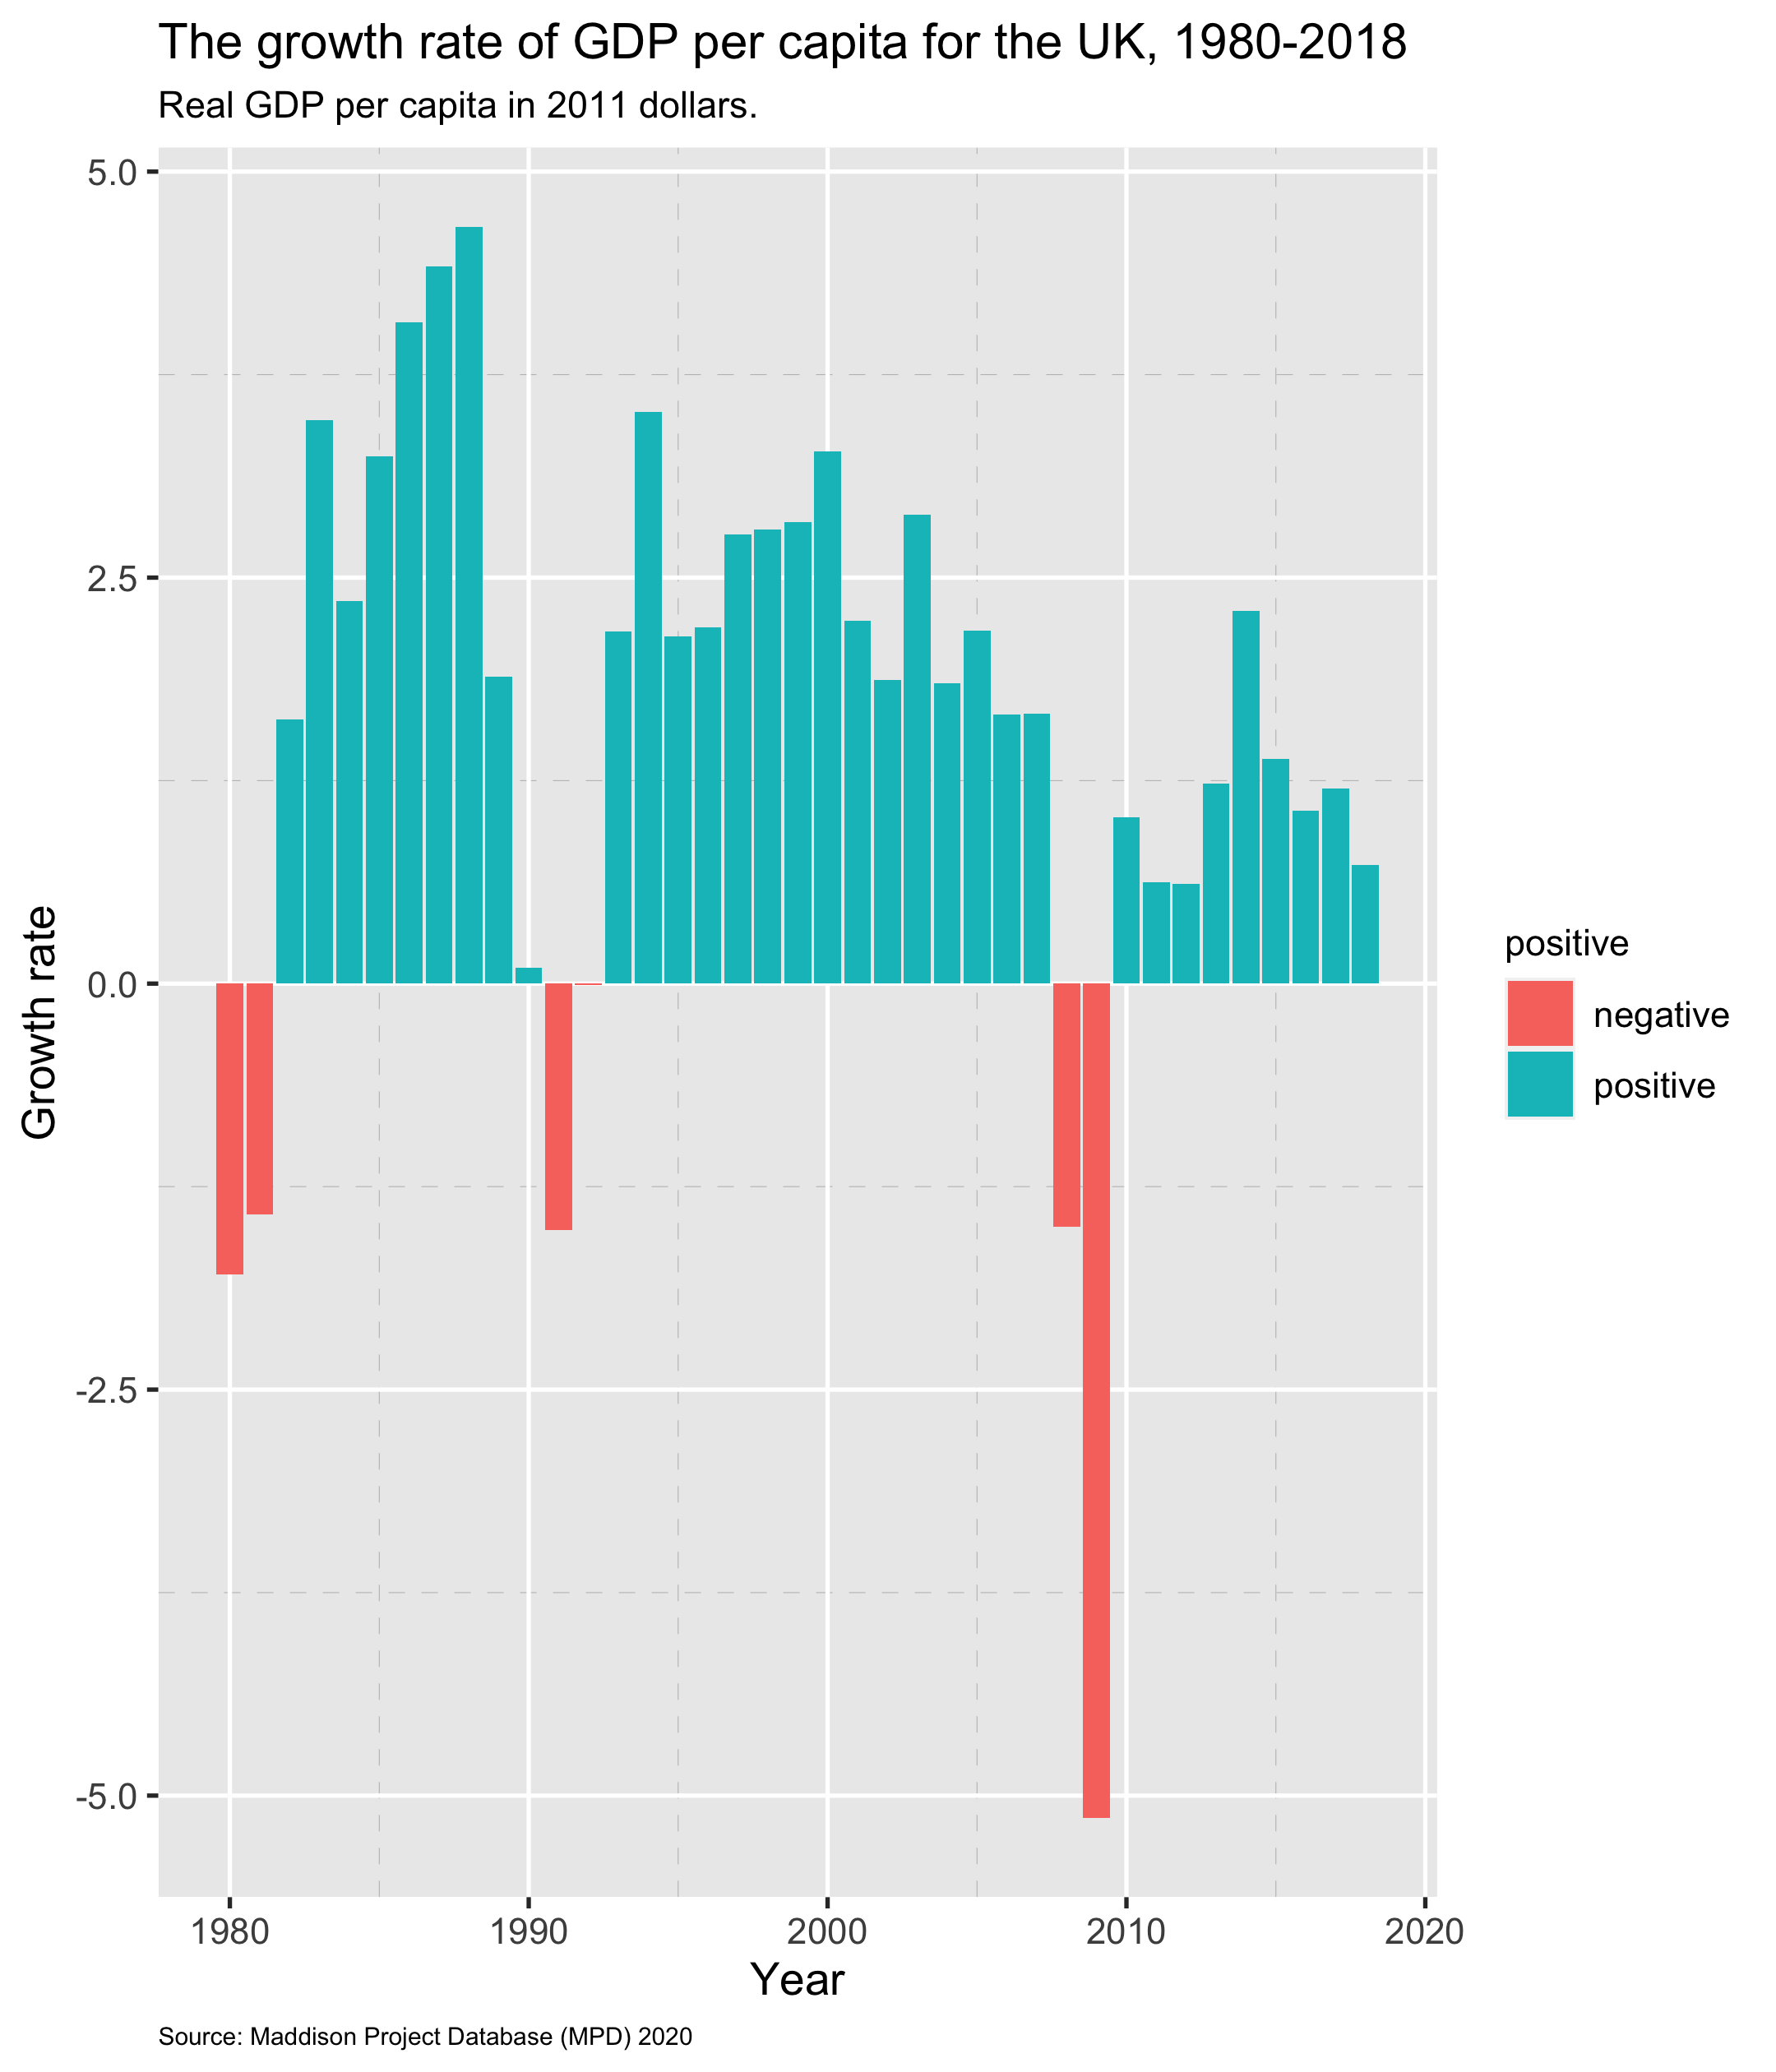 The growth rate of GDP per capita for the UK, 1980-2018
Real GDP per capita in 2011 dollars.
5.0
2.5
0.0
-2.5
-5.0
Growth rate
positive
negative
positive
1980 1990 2000 2010 2020
Year
Source: Maddison Project Database (MPD) 2020